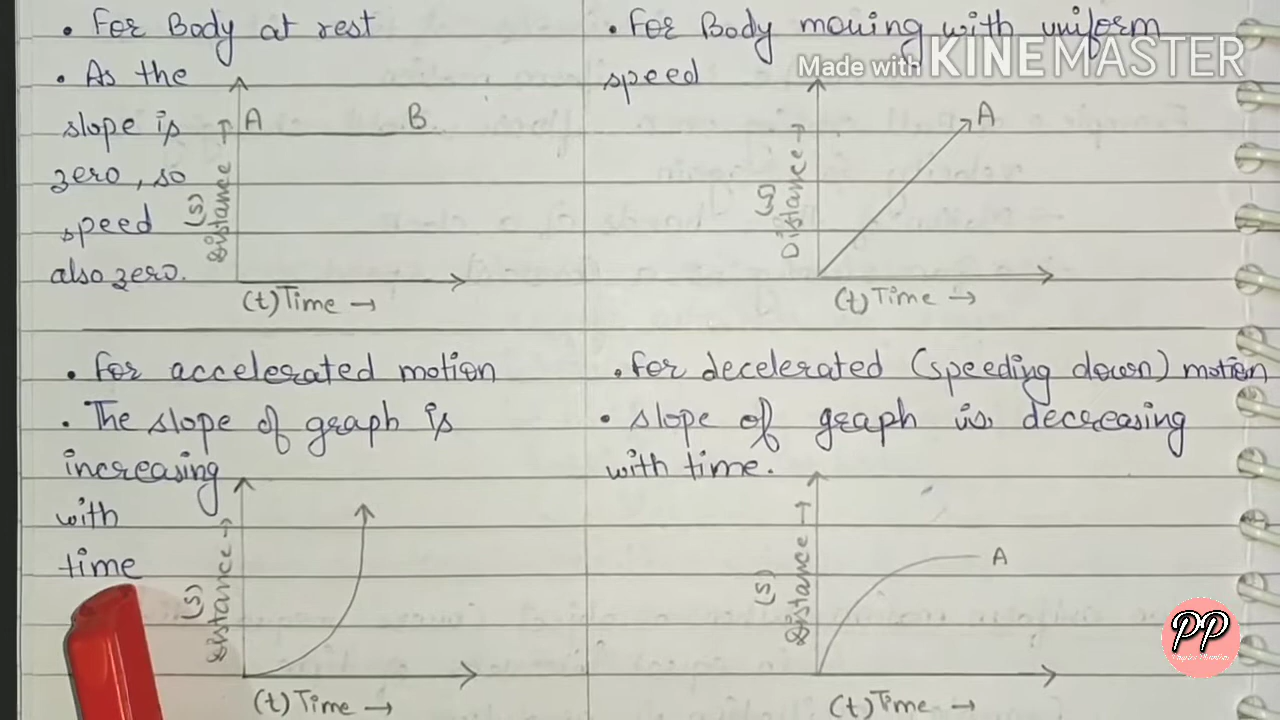 • For Body at rest
• As the
slope is
zero, so
speed
also zero.
A B
(s)
Distance →
(t) Time →
• For Body moving with uniform
speed
Made with KINEMASTER
A
(s)
Distance →
(t) Time →
• For accelerated motion
• The slope of graph is
increasing
with
time
(s)
Distance →
(t) Time →
• For decelerated (speeding down) motion
• slope of graph is decreasing
with time.
A
(s)
Distance →
(t) Time →
PP